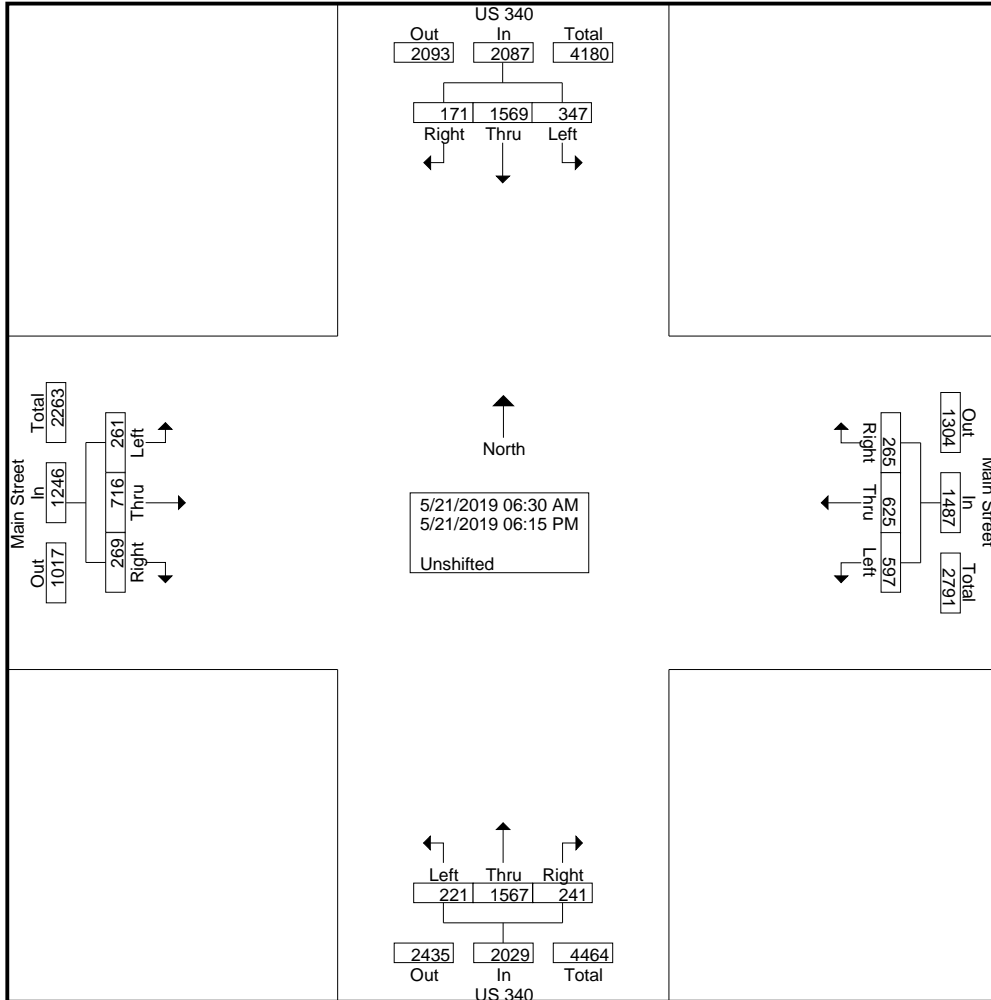 US 340
Out In Total
2093 2087 4180
171 1569 347
Right Thru Left
Main Street
Total In Out
2263 1246 1017
261 716 269
Left Thru Right
North
5/21/2019 06:30 AM
5/21/2019 06:15 PM
Unshifted
Right Thru Left
265 625 597
Out In Total
1304 1487 2791
Main Street
Left Thru Right
221 1567 241
2435 2029 4464
Out In Total
US 340